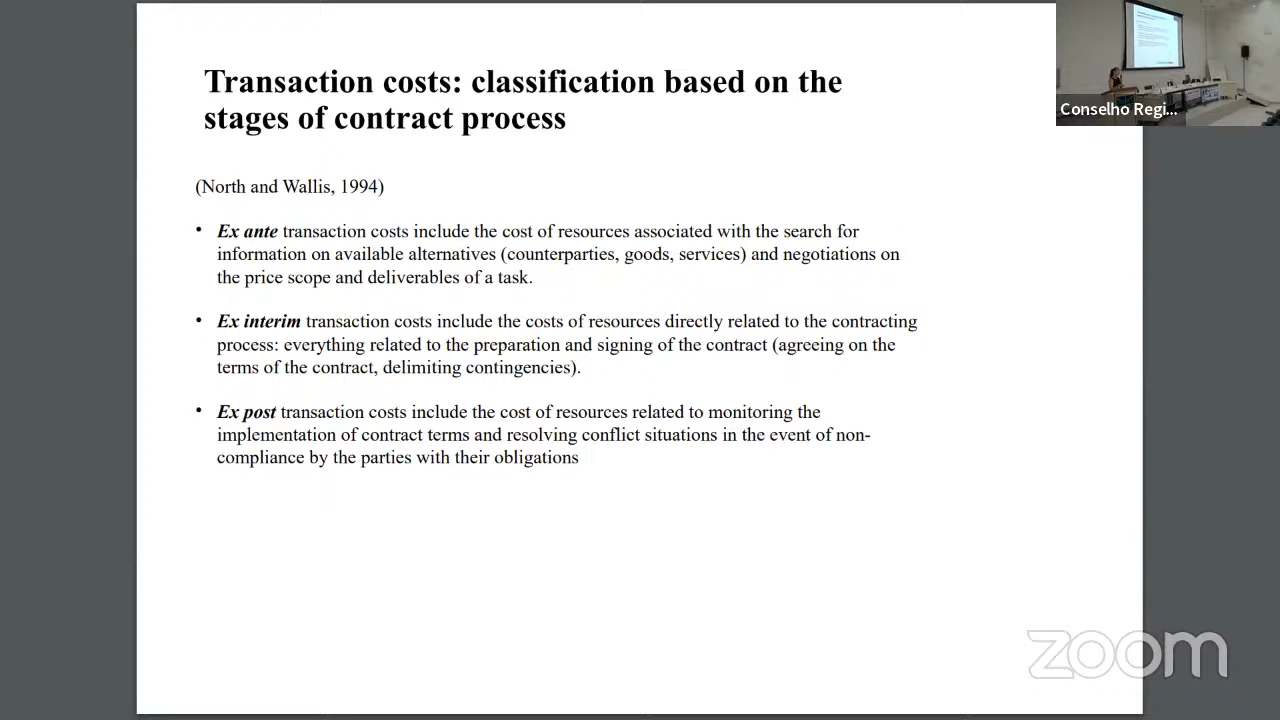 Transaction costs: classification based on the
stages of contract process
(North and Wallis, 1994)
• Ex ante transaction costs include the cost of resources associated with the search for
information on available alternatives (counterparties, goods, services) and negotiations on
the price scope and deliverables of a task.
• Ex interim transaction costs include the costs of resources directly related to the contracting
process: everything related to the preparation and signing of the contract (agreeing on the
terms of the contract, delimiting contingencies).
• Ex post transaction costs include the cost of resources related to monitoring the
implementation of contract terms and resolving conflict situations in the event of non-
compliance by the parties with their obligations
Conselho Regi...
zoom